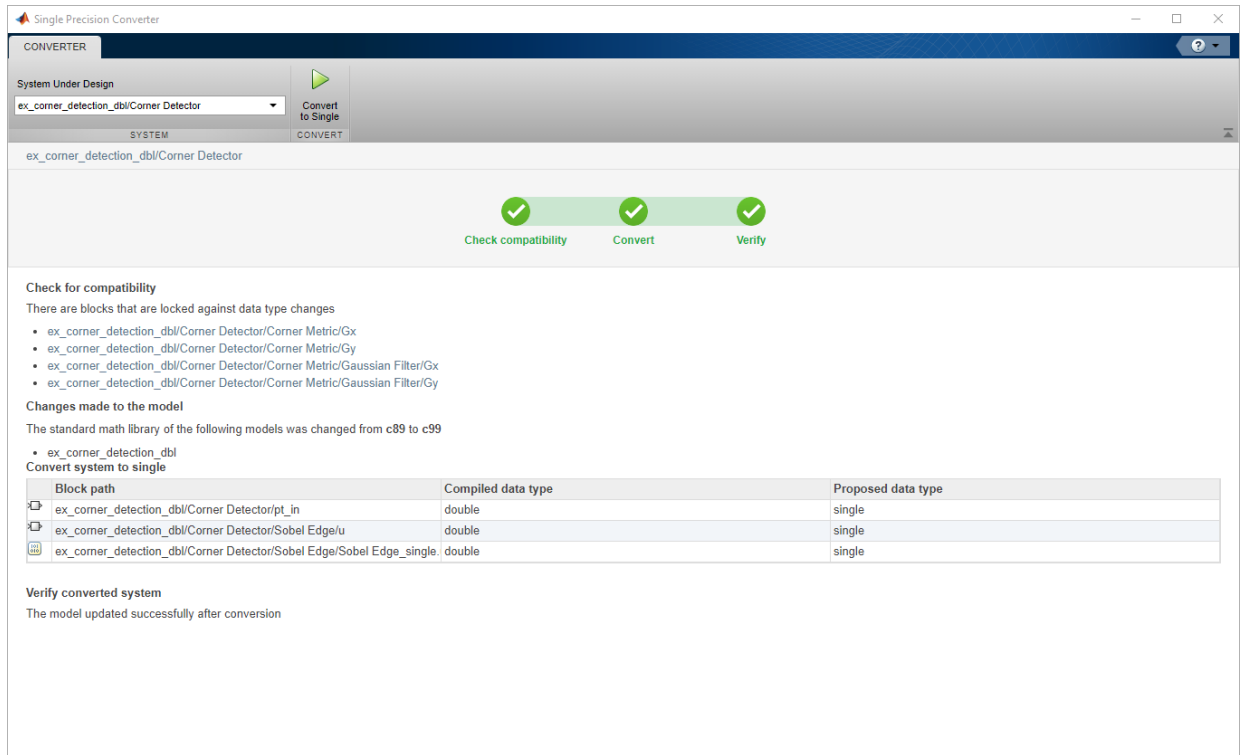 Single Precision Converter
CONVERTER
?
System Under Design
ex_corner_detection_dbl/Corner Detector
Convert
to Single
SYSTEM
CONVERT
ex_corner_detection_dbl/Corner Detector
Check compatibility Convert Verify
Check for compatibility
There are blocks that are locked against data type changes
• ex_corner_detection_dbl/Corner Detector/Corner Metric/Gx
• ex_corner_detection_dbl/Corner Detector/Corner Metric/Gy
• ex_corner_detection_dbl/Corner Detector/Corner Metric/Gaussian Filter/Gx
• ex_corner_detection_dbl/Corner Detector/Corner Metric/Gaussian Filter/Gy
Changes made to the model
The standard math library of the following models was changed from c89 to c99
• ex_corner_detection_dbl
Convert system to single
Block path Compiled data type Proposed data type
ex_corner_detection_dbl/Corner Detector/pt_in double single
ex_corner_detection_dbl/Corner Detector/Sobel Edge/u double single
ex_corner_detection_dbl/Corner Detector/Sobel Edge/Sobel Edge_single. double single
Verify converted system
The model updated successfully after conversion